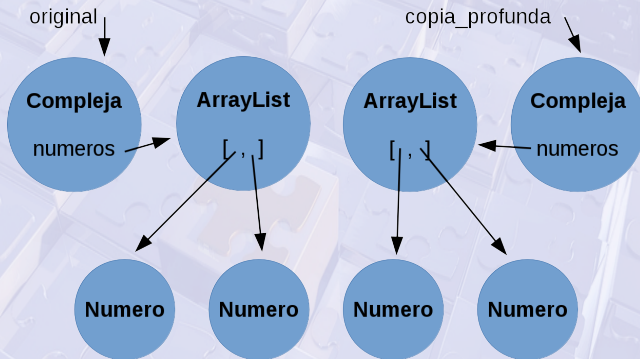 original
copia_profunda
Compleja
numeros
ArrayList
[ , ]
ArrayList
[ , ]
Compleja
numeros
Numero
Numero
Numero
Numero